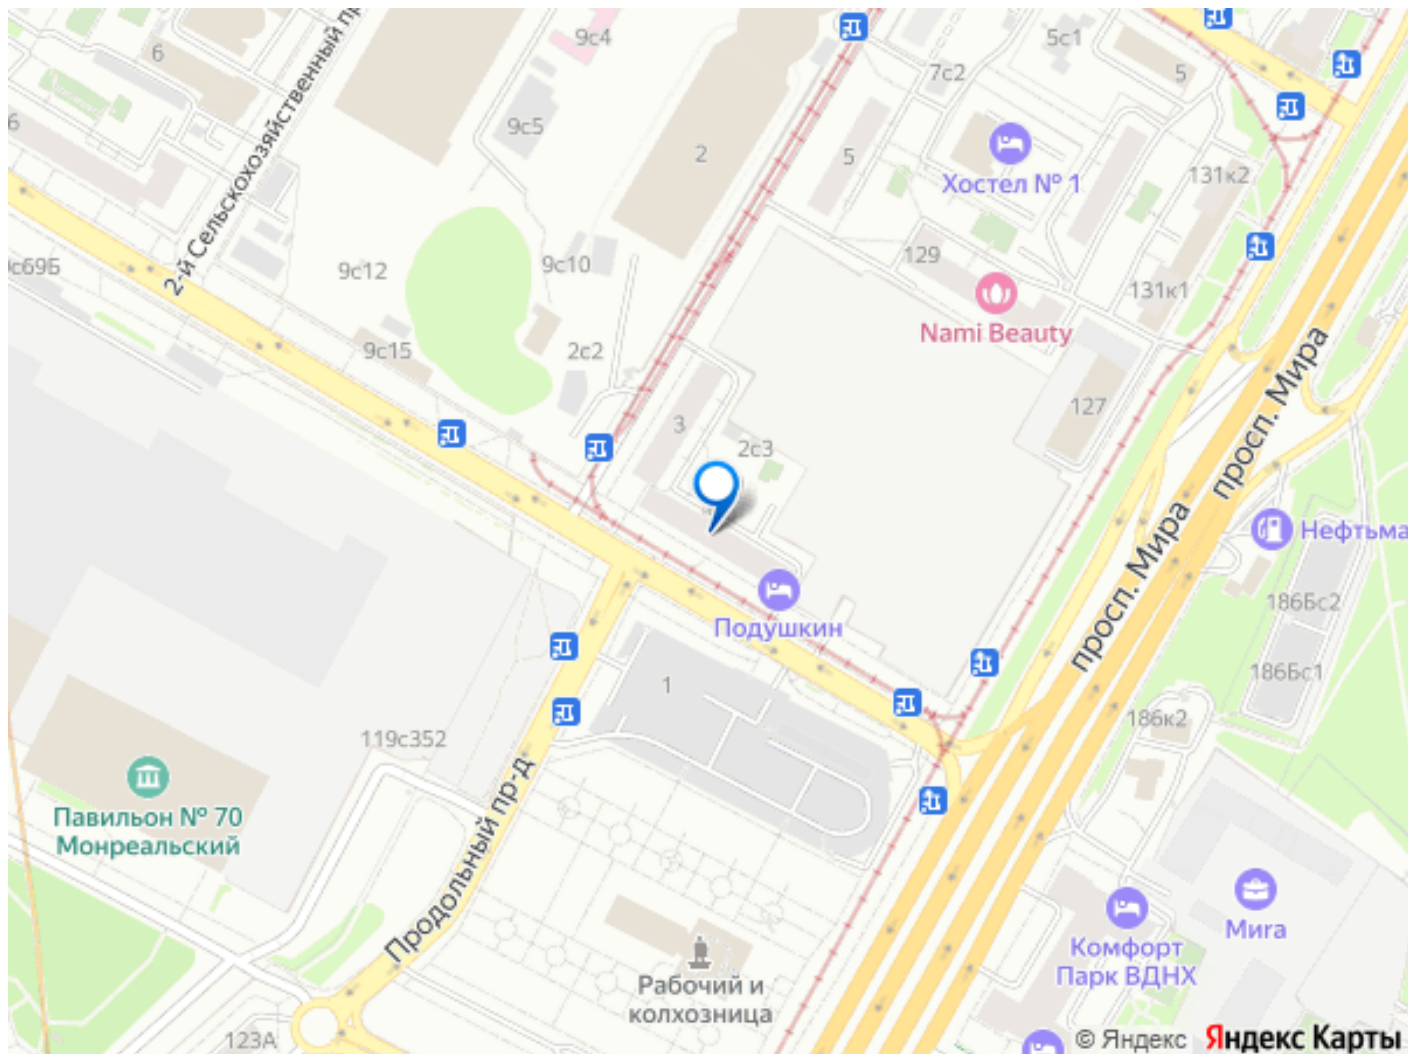 9с4
5с1
6
7с2
5
9с5
2
5
131к2
Хостел № 1
2-й Сельскохозяйственный пр
6
129
9с12
9с10
с69Б
131к1
Nami Beauty
9с15
2с2
127
3
2с3
просп. Мира
Нефтьма
просп. Мира
186Бс2
Подушкин
186Бс1
1
186к2
119с352
Павильон № 70
Монреальский
Продольный пр-д
Мига
Комфорт
Парк ВДНХ
Рабочий и
колхозница
123А
© Яндекс Яндекс Карты